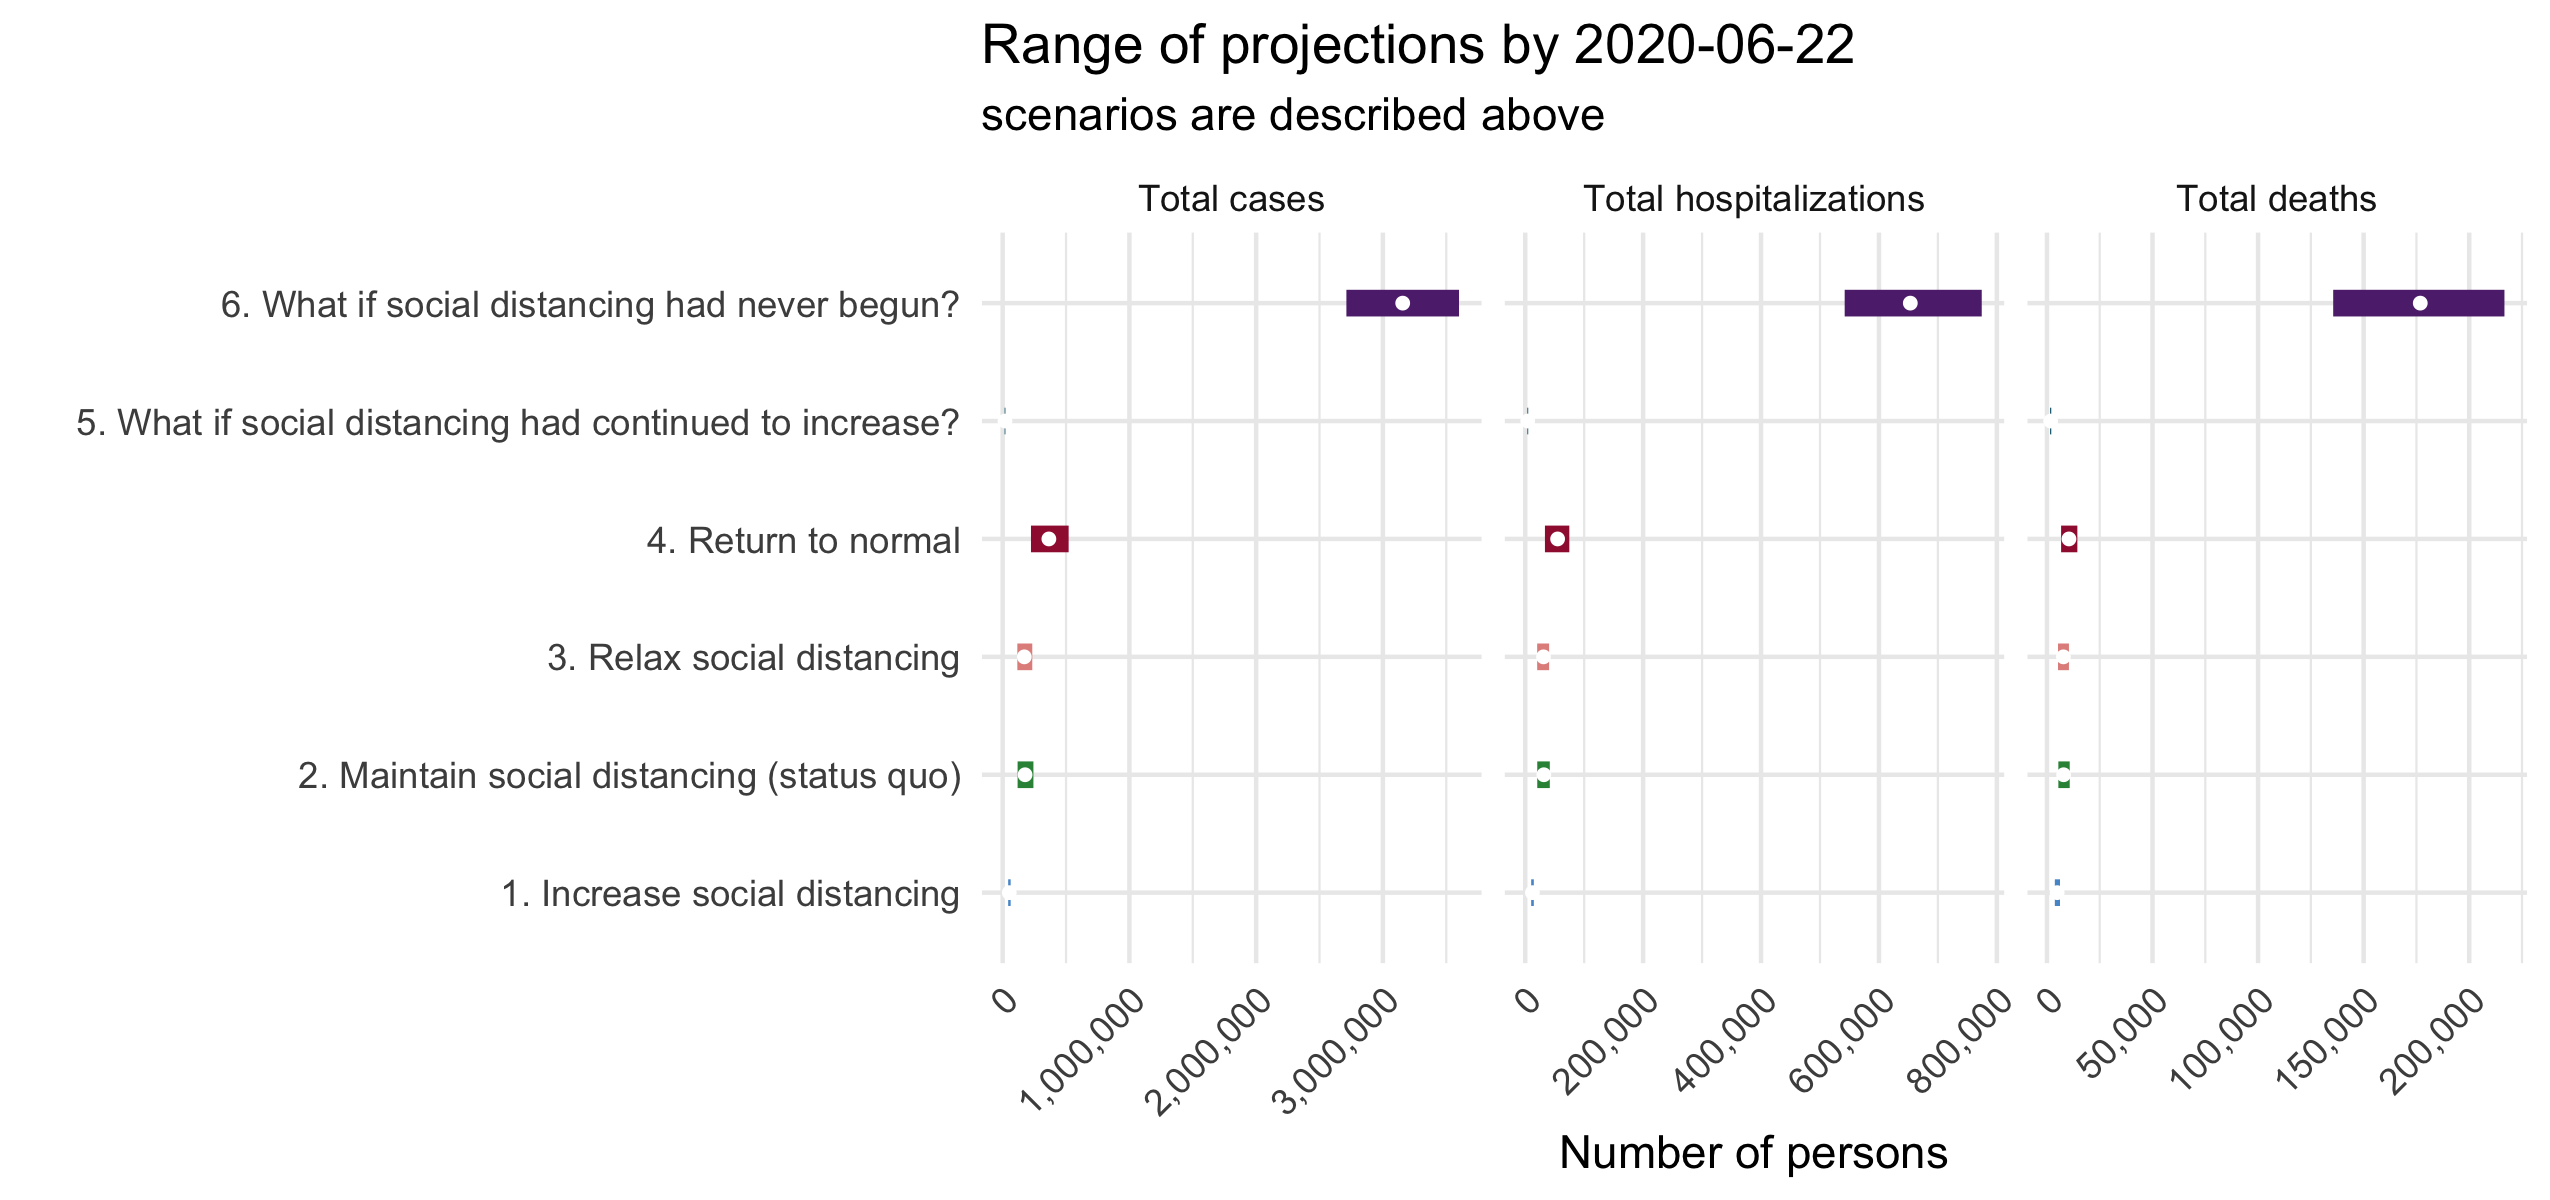 Range of projections by 2020-06-22
scenarios are described above
Total cases
Total hospitalizations
Total deaths
6. What if social distancing had never begun?
5. What if social distancing had continued to increase?
4. Return to normal
3. Relax social distancing
2. Maintain social distancing (status quo)
1. Increase social distancing
0
1,000,000
2,000,000
3,000,000
0
200,000
400,000
600,000
800,000
0
50,000
100,000
150,000
200,000
Number of persons